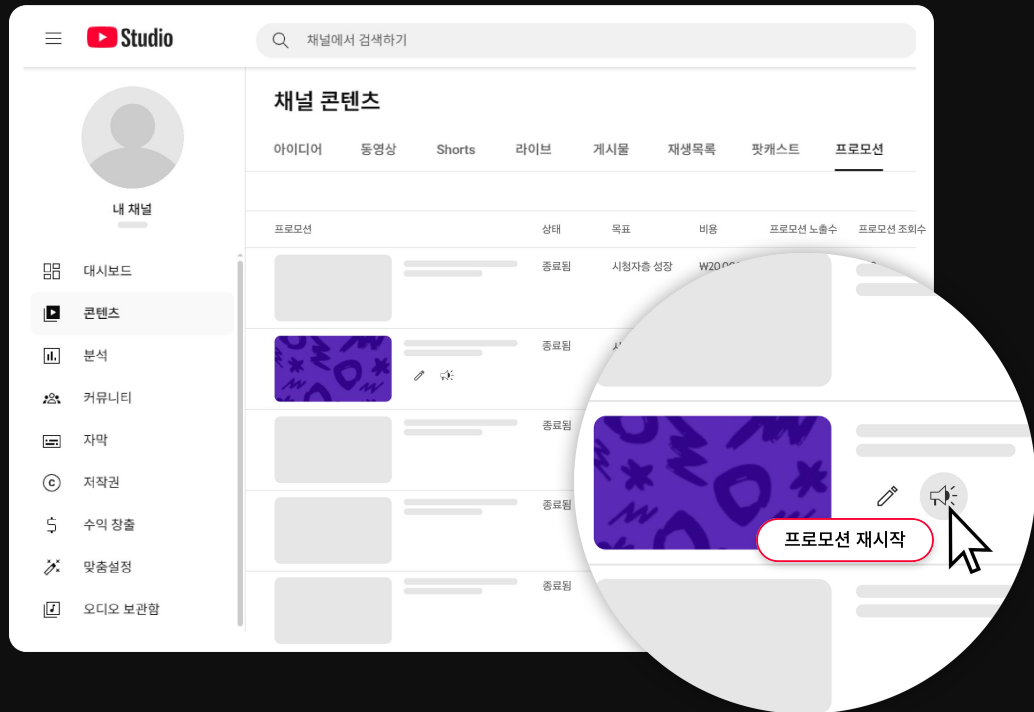 Studio
채널에서 검색하기
내 채널
대시보드
콘텐츠
분석
커뮤니티
자막
저작권
수익 창출
맞춤설정
오디오 보관함
채널 콘텐츠
아이디어 동영상 Shorts 라이브 게시물 재생목록 팟캐스트 프로모션
프로모션 상태 목표 비용 프로모션 노출수 프로모션 조회수
종료됨 시청자층 성장
종료됨
종료됨
종료됨
종료됨
프로모션 재시작